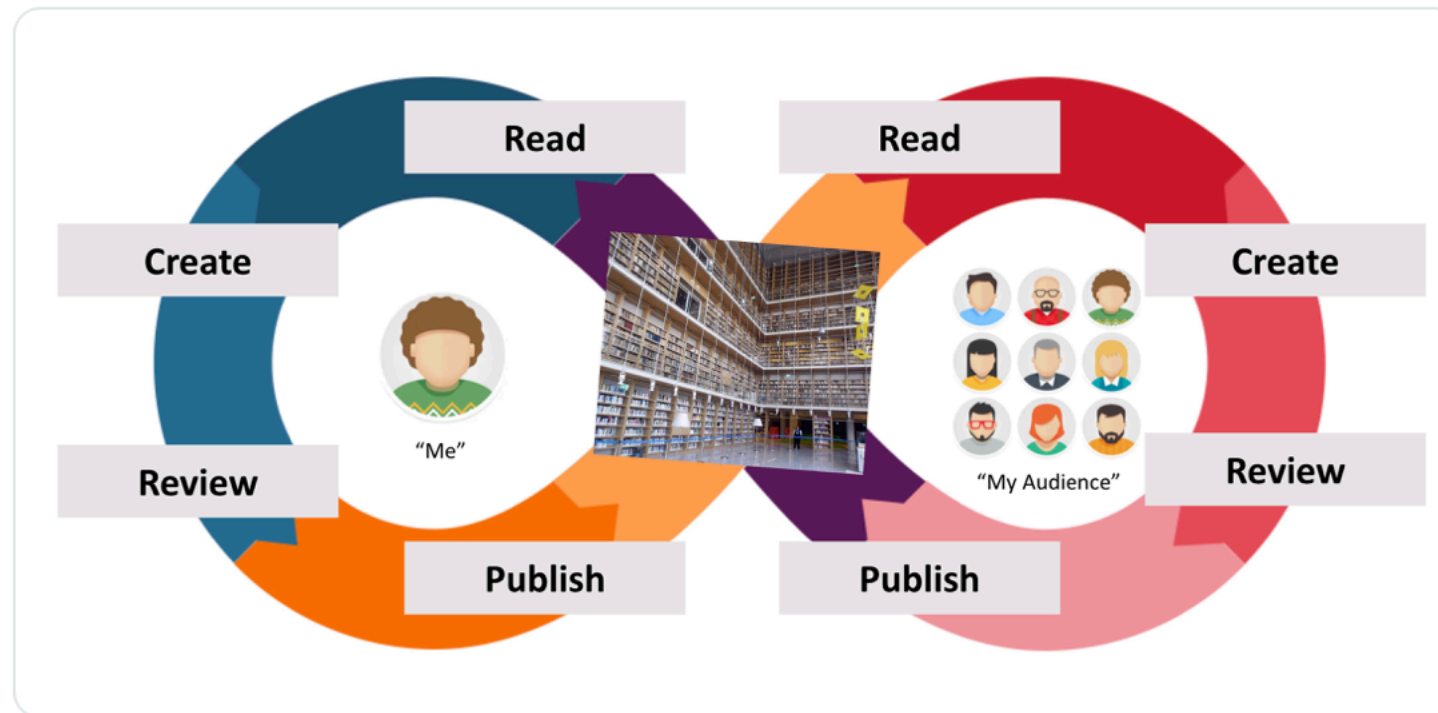 Read
Read
Create
Create
“Me”
“My Audience”
Review
Review
Publish
Publish